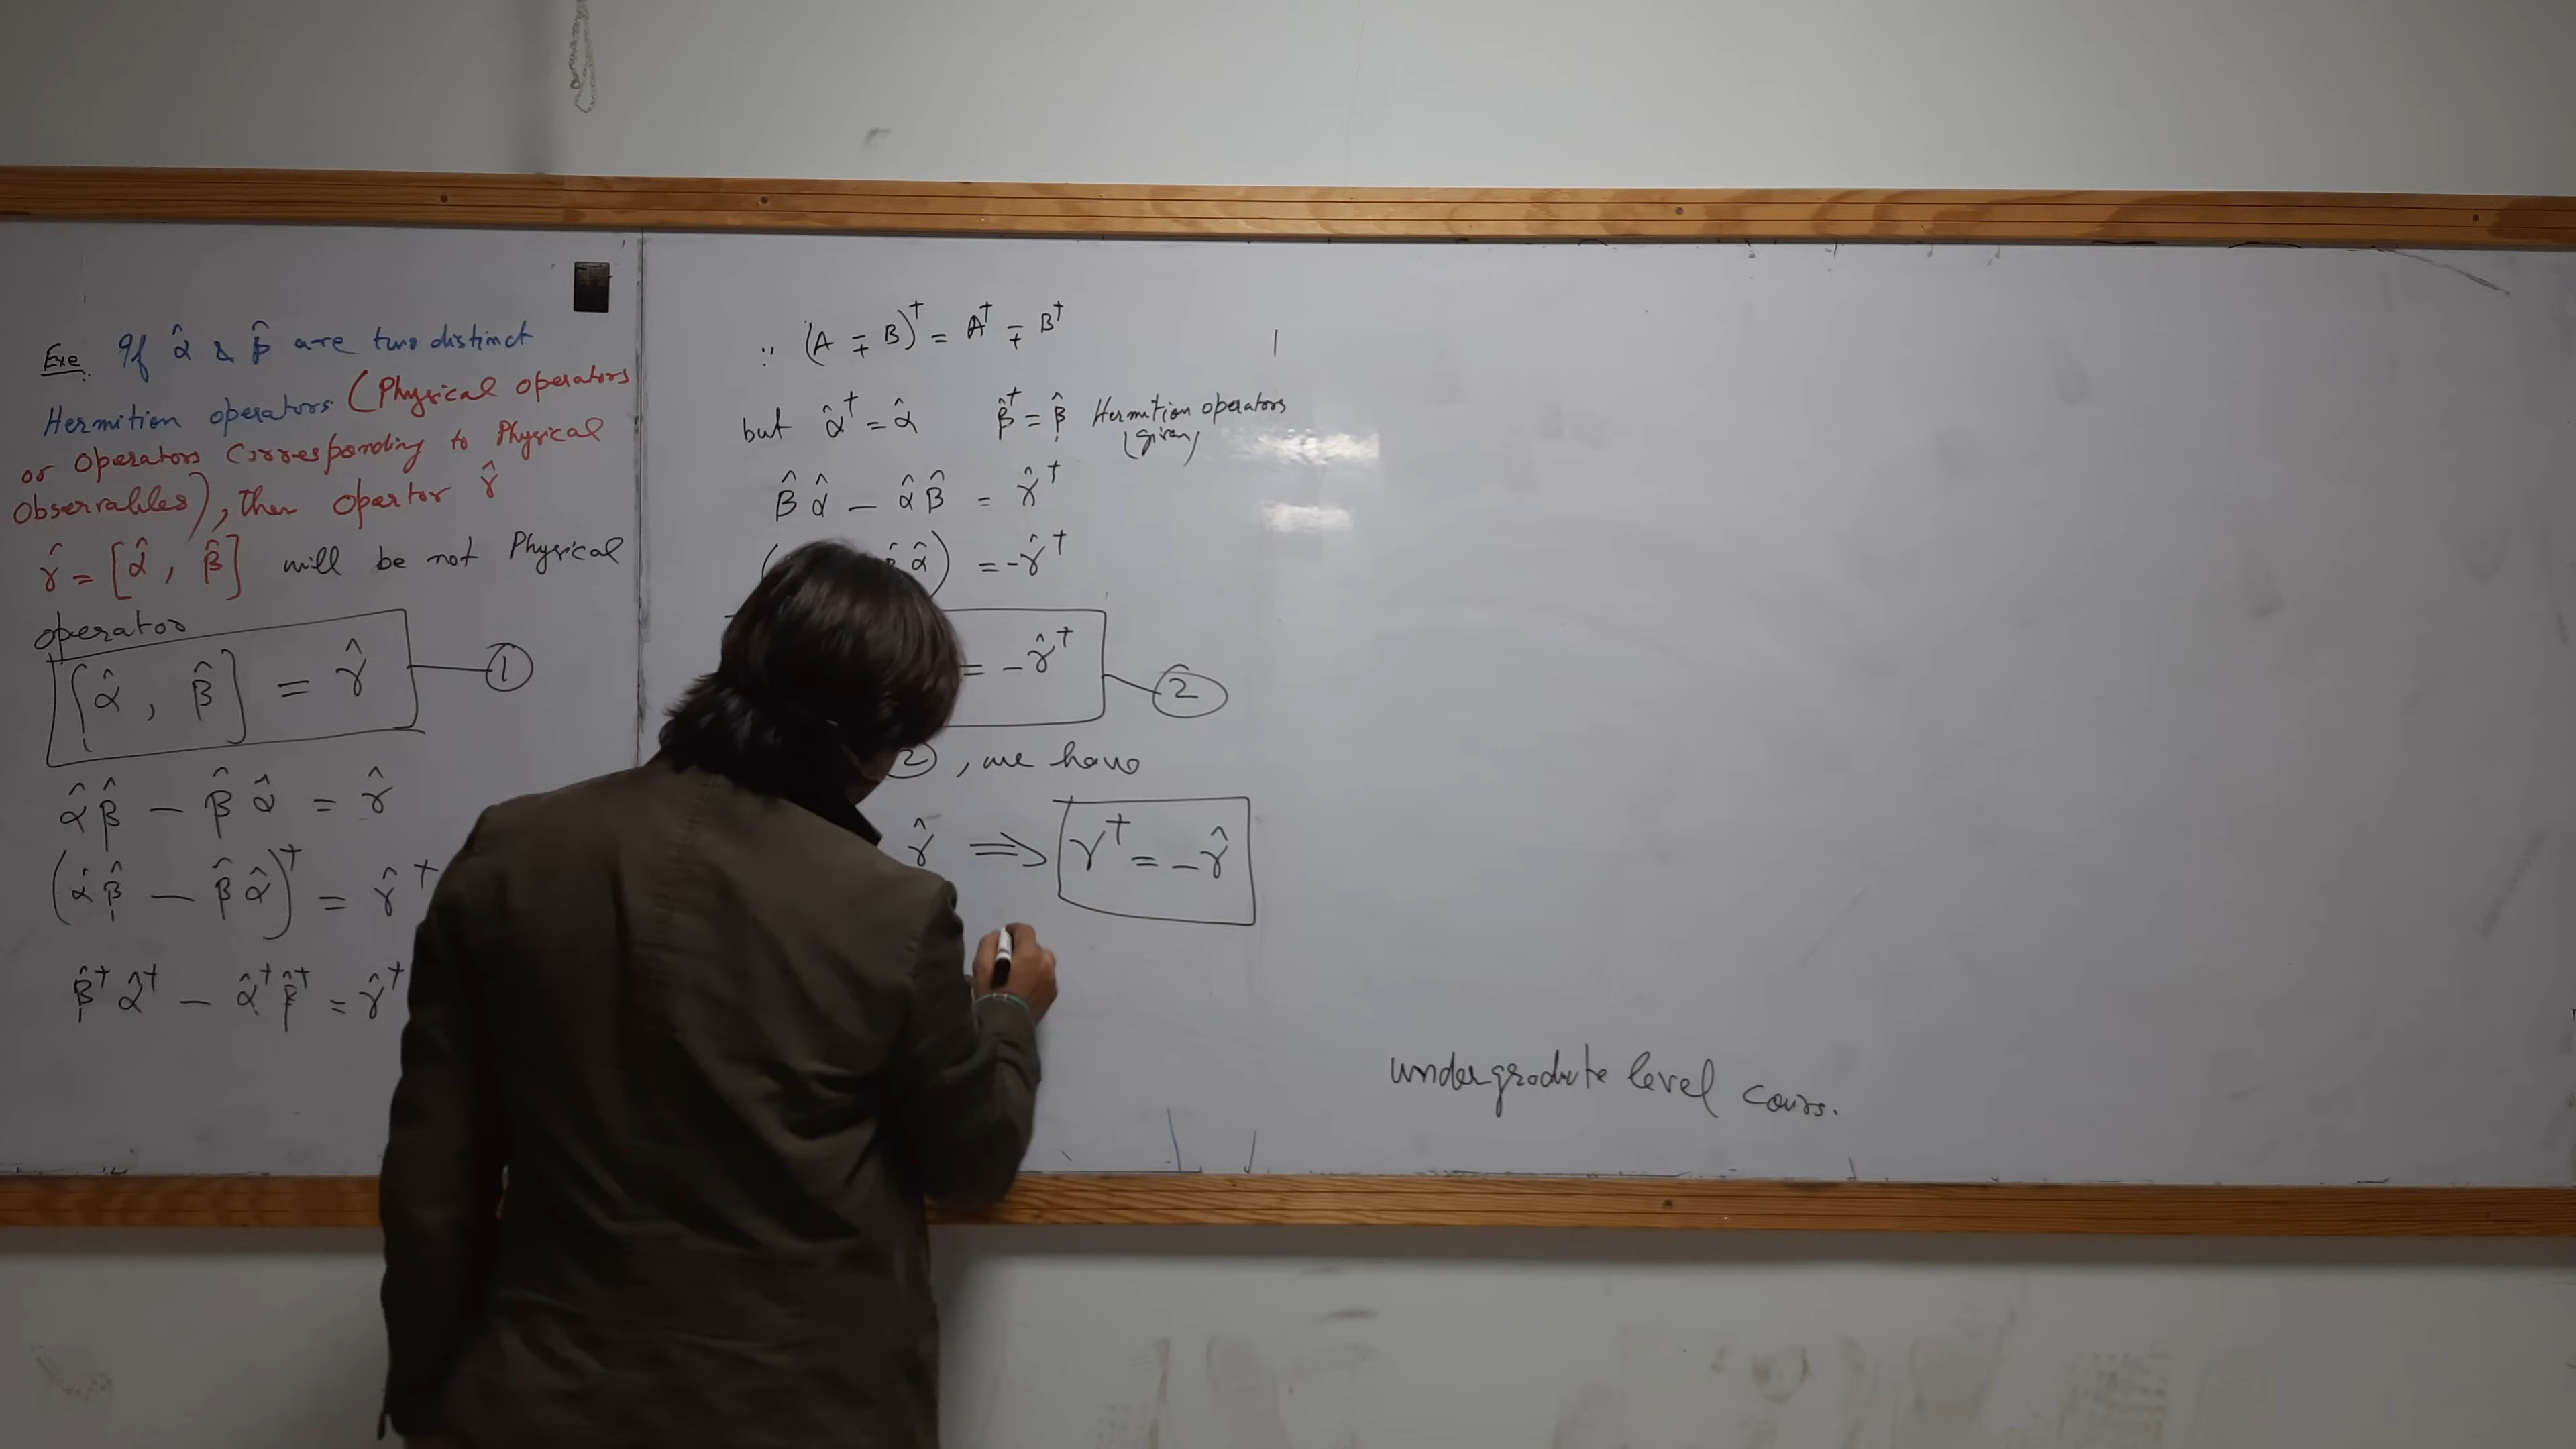 Exe. If α̂ & β̂ are two distinct
Hermition operators (Physical operators
or Operators Corresponding to Physical
Observables), then opertor γ̂
γ̂ = [α̂, β̂] will be not Physical
operator
[α̂, β̂] = γ̂ ①
α̂β̂ − β̂α̂ = γ̂
(α̂β̂ − β̂α̂)† = γ̂†
β̂†α̂† − α̂†β̂† = γ̂†
∵ (A ∓ B)† = A† ∓ B†
but α̂† = α̂ β̂† = β̂ Hermition operators
(given)
β̂α̂ − α̂β̂ = γ̂†
β̂α̂) = -γ̂†
= -γ̂† ②
②, we have
γ̂ ⟹ γ† = -γ̂
undergradute level cours.